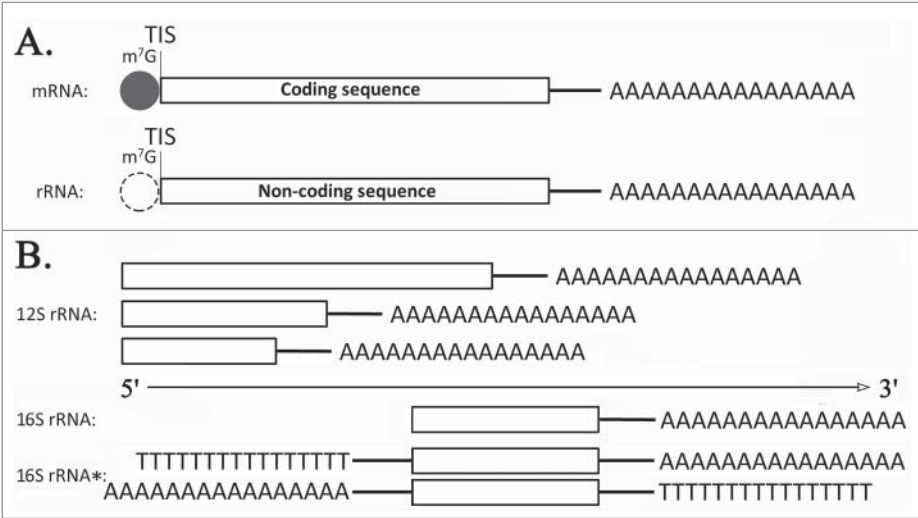 A.
TIS
m⁷G
mRNA:
Coding sequence
AAAAAAAAAAAAAAAA
TIS
m⁷G
rRNA:
Non-coding sequence
AAAAAAAAAAAAAAAA
B.
AAAAAAAAAAAAAAAA
12S rRNA:
AAAAAAAAAAAAAAAA
AAAAAAAAAAAAAAAA
5' 3'
16S rRNA:
AAAAAAAAAAAAAAAA
TTTTTTTTTTTTTTTT AAAAAAAAAAAAAAAA
16S rRNA*:
AAAAAAAAAAAAAAAA TTTTTTTTTTTTTTTT